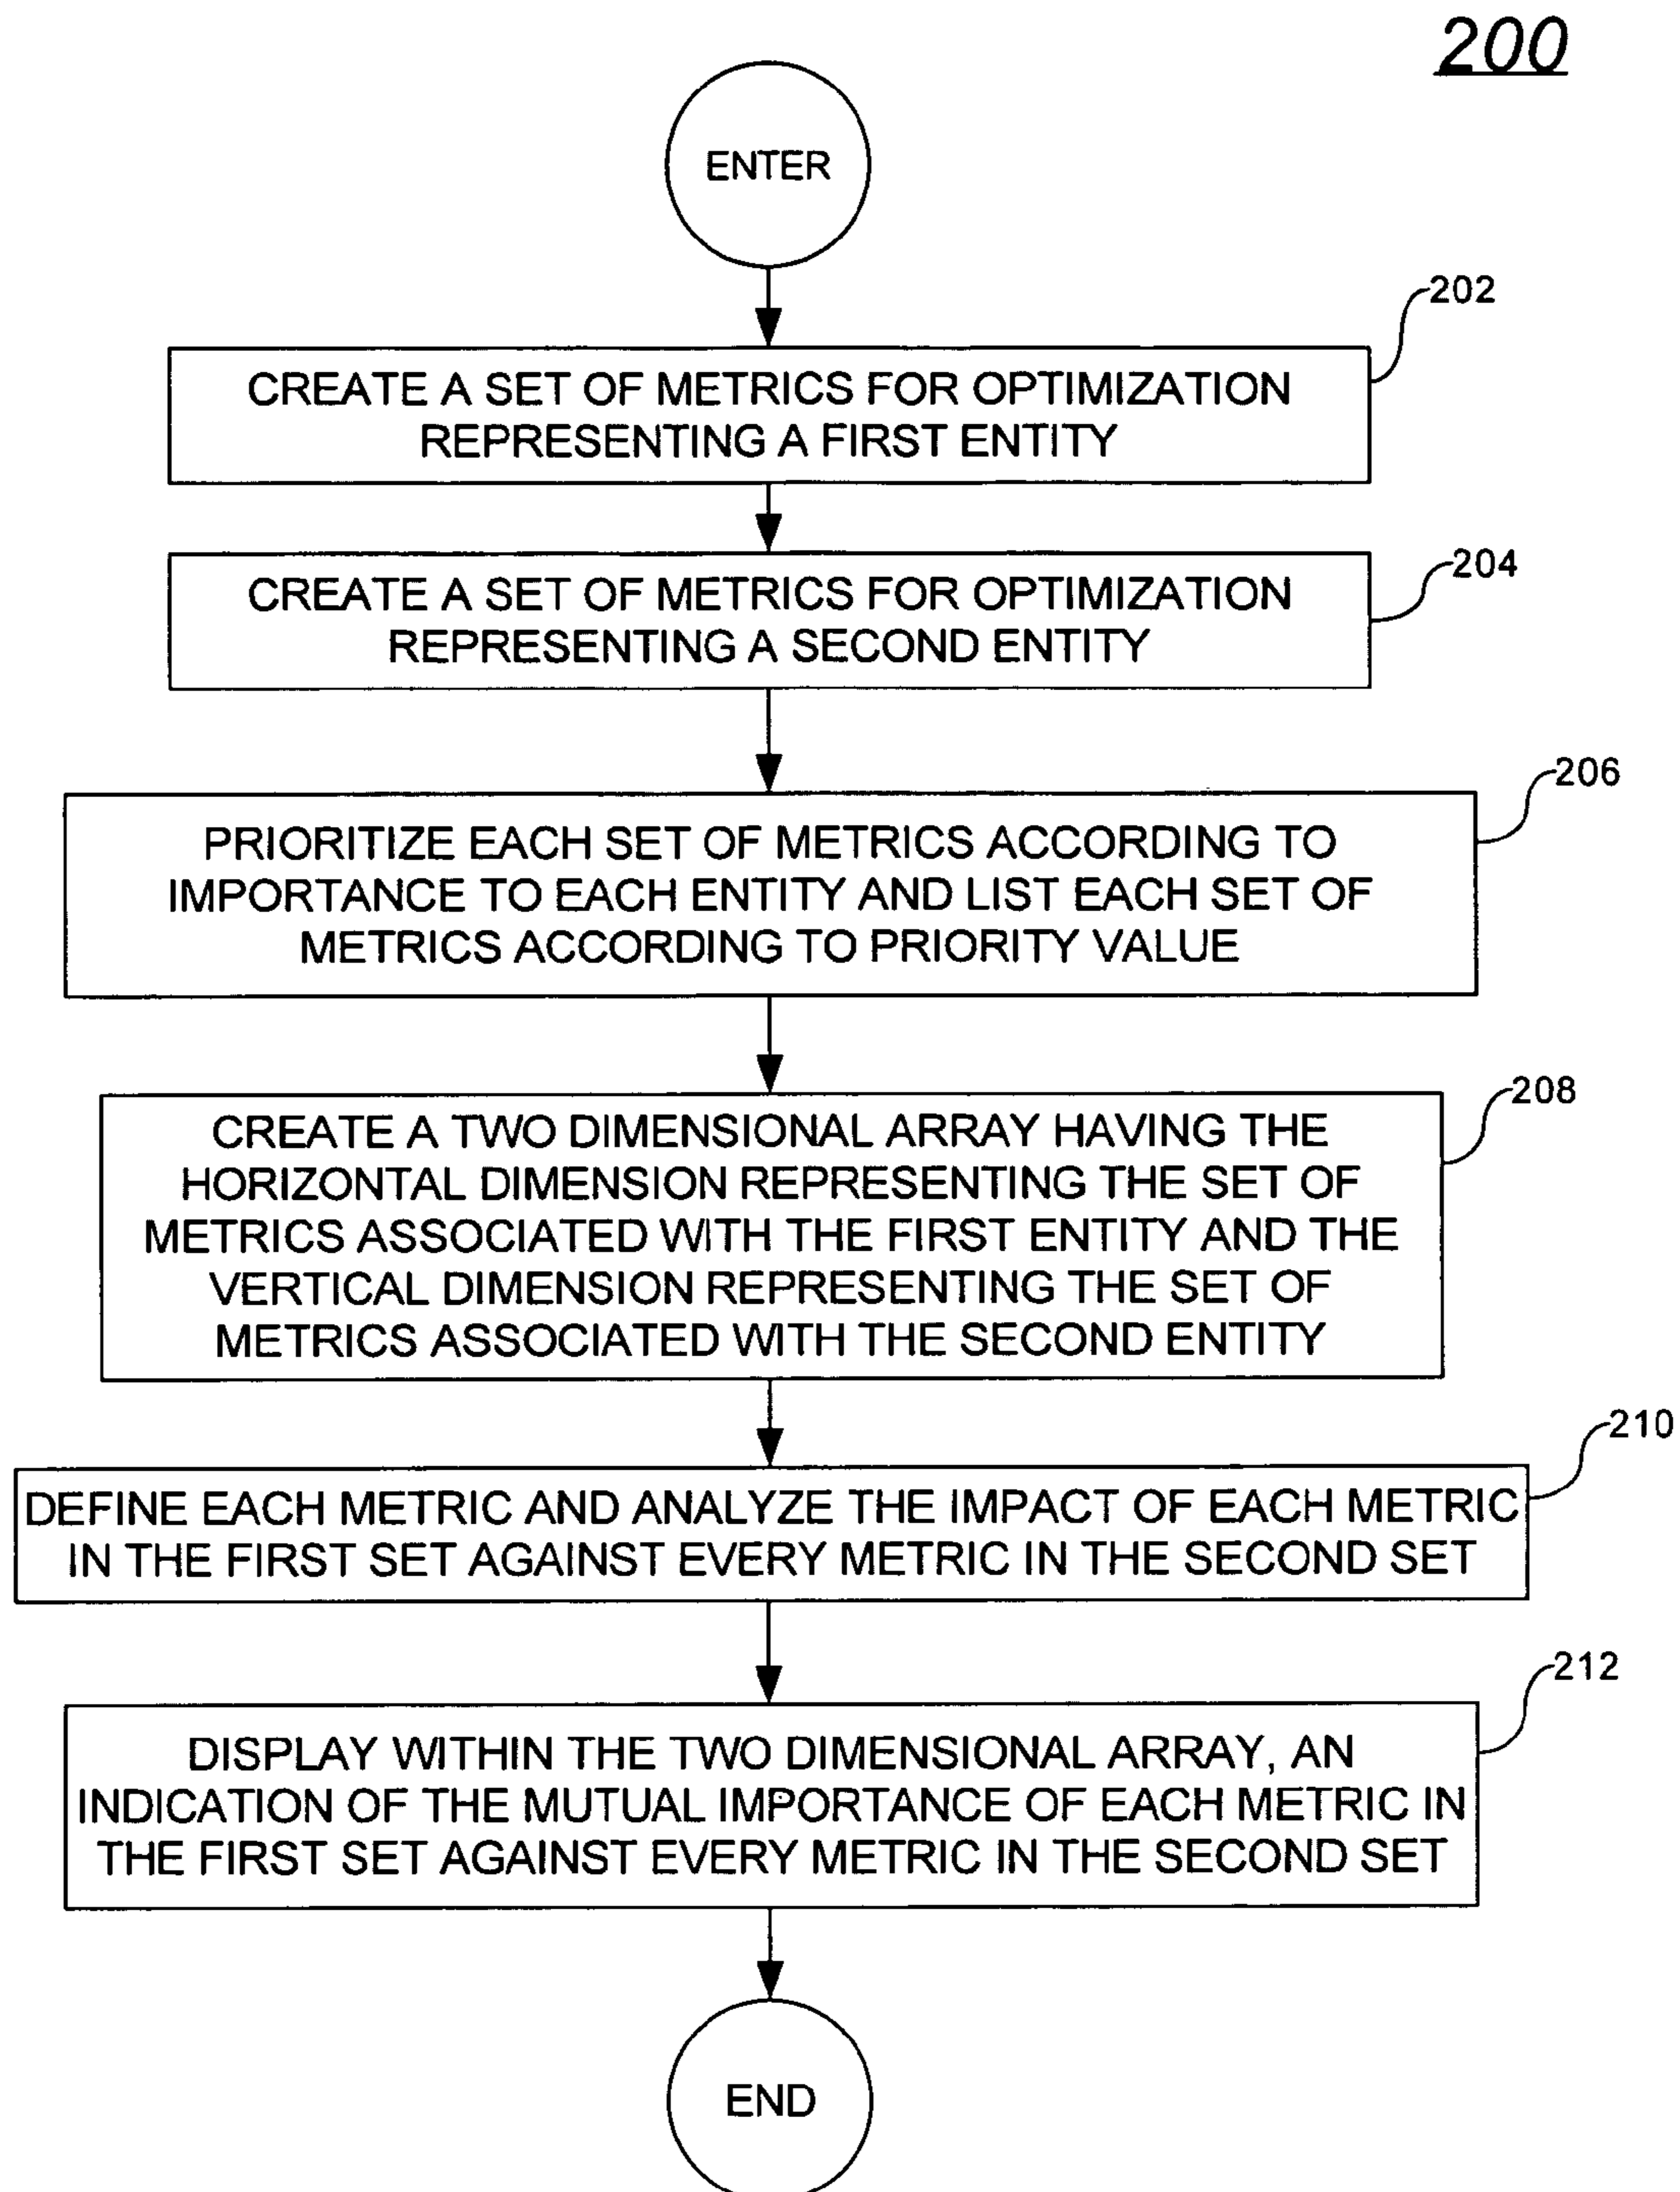 200
ENTER
202
CREATE A SET OF METRICS FOR OPTIMIZATION
REPRESENTING A FIRST ENTITY
204
CREATE A SET OF METRICS FOR OPTIMIZATION
REPRESENTING A SECOND ENTITY
206
PRIORITIZE EACH SET OF METRICS ACCORDING TO
IMPORTANCE TO EACH ENTITY AND LIST EACH SET OF
METRICS ACCORDING TO PRIORITY VALUE
208
CREATE A TWO DIMENSIONAL ARRAY HAVING THE
HORIZONTAL DIMENSION REPRESENTING THE SET OF
METRICS ASSOCIATED WITH THE FIRST ENTITY AND THE
VERTICAL DIMENSION REPRESENTING THE SET OF
METRICS ASSOCIATED WITH THE SECOND ENTITY
210
DEFINE EACH METRIC AND ANALYZE THE IMPACT OF EACH METRIC
IN THE FIRST SET AGAINST EVERY METRIC IN THE SECOND SET
212
DISPLAY WITHIN THE TWO DIMENSIONAL ARRAY, AN
INDICATION OF THE MUTUAL IMPORTANCE OF EACH METRIC IN
THE FIRST SET AGAINST EVERY METRIC IN THE SECOND SET
END